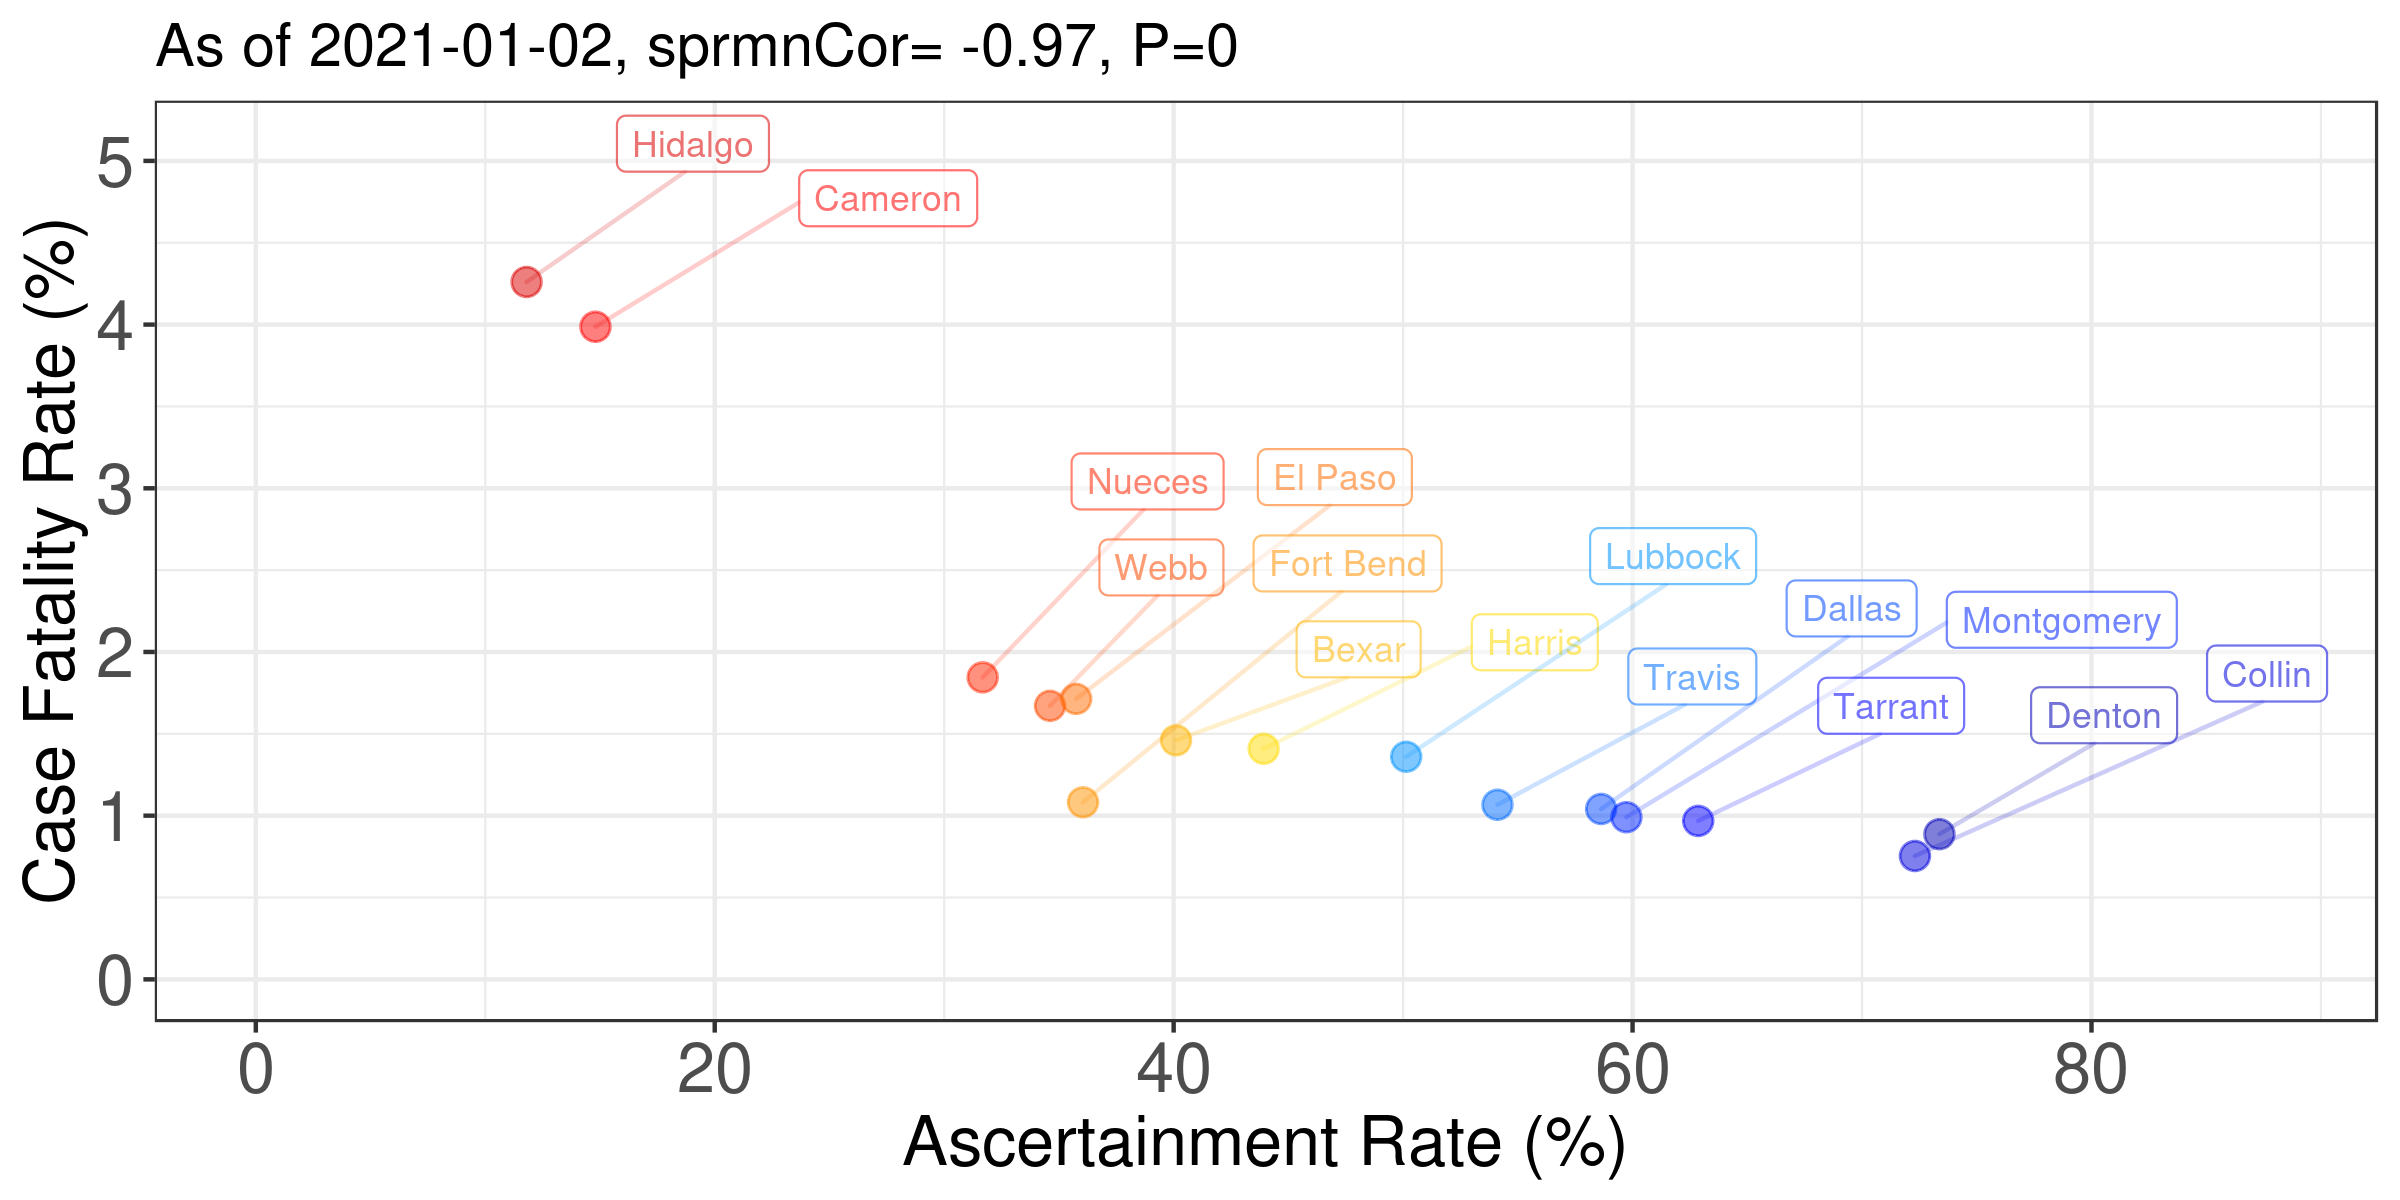 As of 2021-01-02, sprmnCor= -0.97, P=0
Case Fatality Rate (%)
5
4
3
2
1
0
Hidalgo
Cameron
Nueces
El Paso
Webb
Fort Bend
Lubbock
Dallas
Montgomery
Bexar
Harris
Travis
Tarrant
Denton
Collin
0 20 40 60 80
Ascertainment Rate (%)